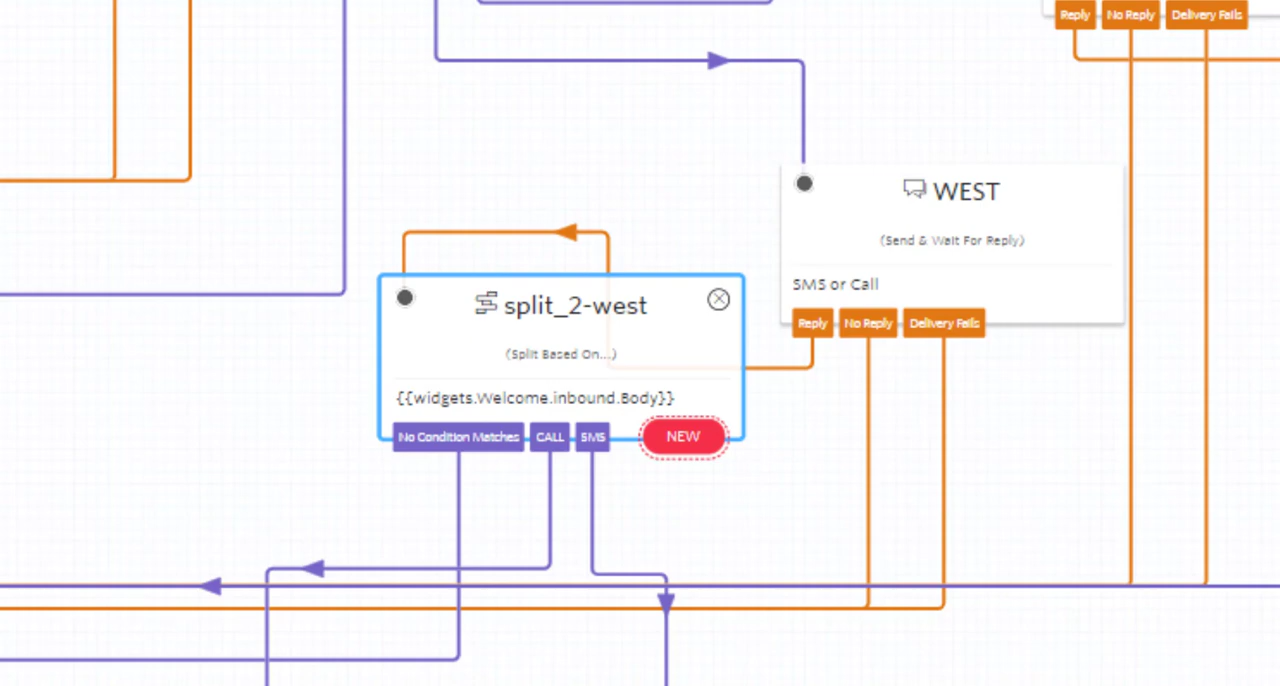 Reply No Reply Delivery Fails
WEST
(Send & Wait For Reply)
SMS or Call
Reply No Reply Delivery Fails
split_2-west
(Split Based On...)
{{widgets.Welcome.inbound.Body}}
No Condition Matches CALL SMS NEW